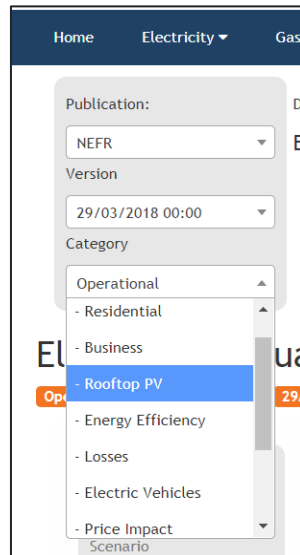 Home Electricity Gas
Publication:
NEFR
Version
29/03/2018 00:00
Category
Operational
- Residential
- Business
- Rooftop PV
- Energy Efficiency
- Losses
- Electric Vehicles
- Price Impact
Scenario